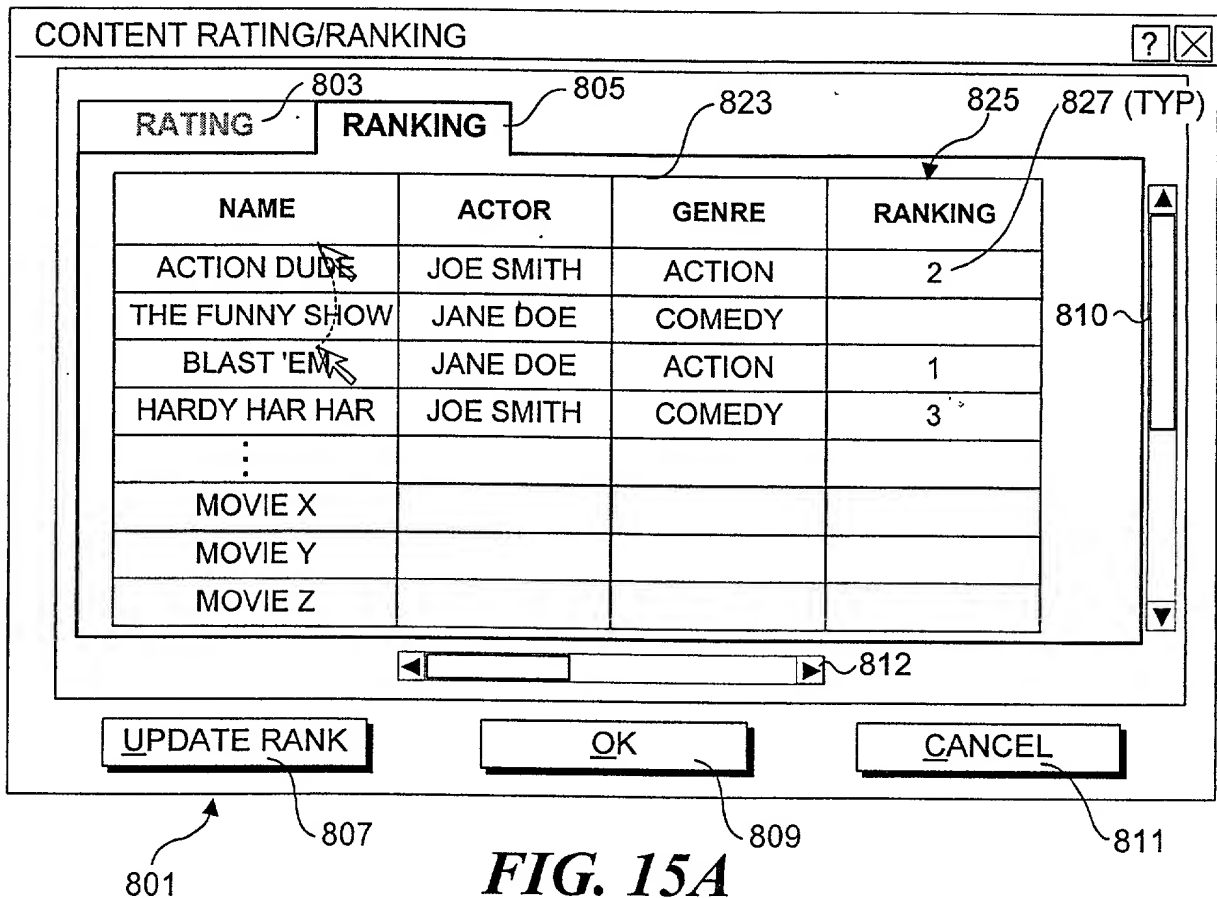 CONTENT RATING/RANKING ?
803 805 823 825 827 (TYP)
RATING RANKING
NAME ACTOR GENRE RANKING
ACTION DUDE JOE SMITH ACTION 2
THE FUNNY SHOW JANE DOE COMEDY
810
BLAST 'EM JANE DOE ACTION 1
HARDY HAR HAR JOE SMITH COMEDY 3
⋮
MOVIE X
MOVIE Y
MOVIE Z
812
UPDATE RANK OK CANCEL
801 807 809 811
FIG. 15A